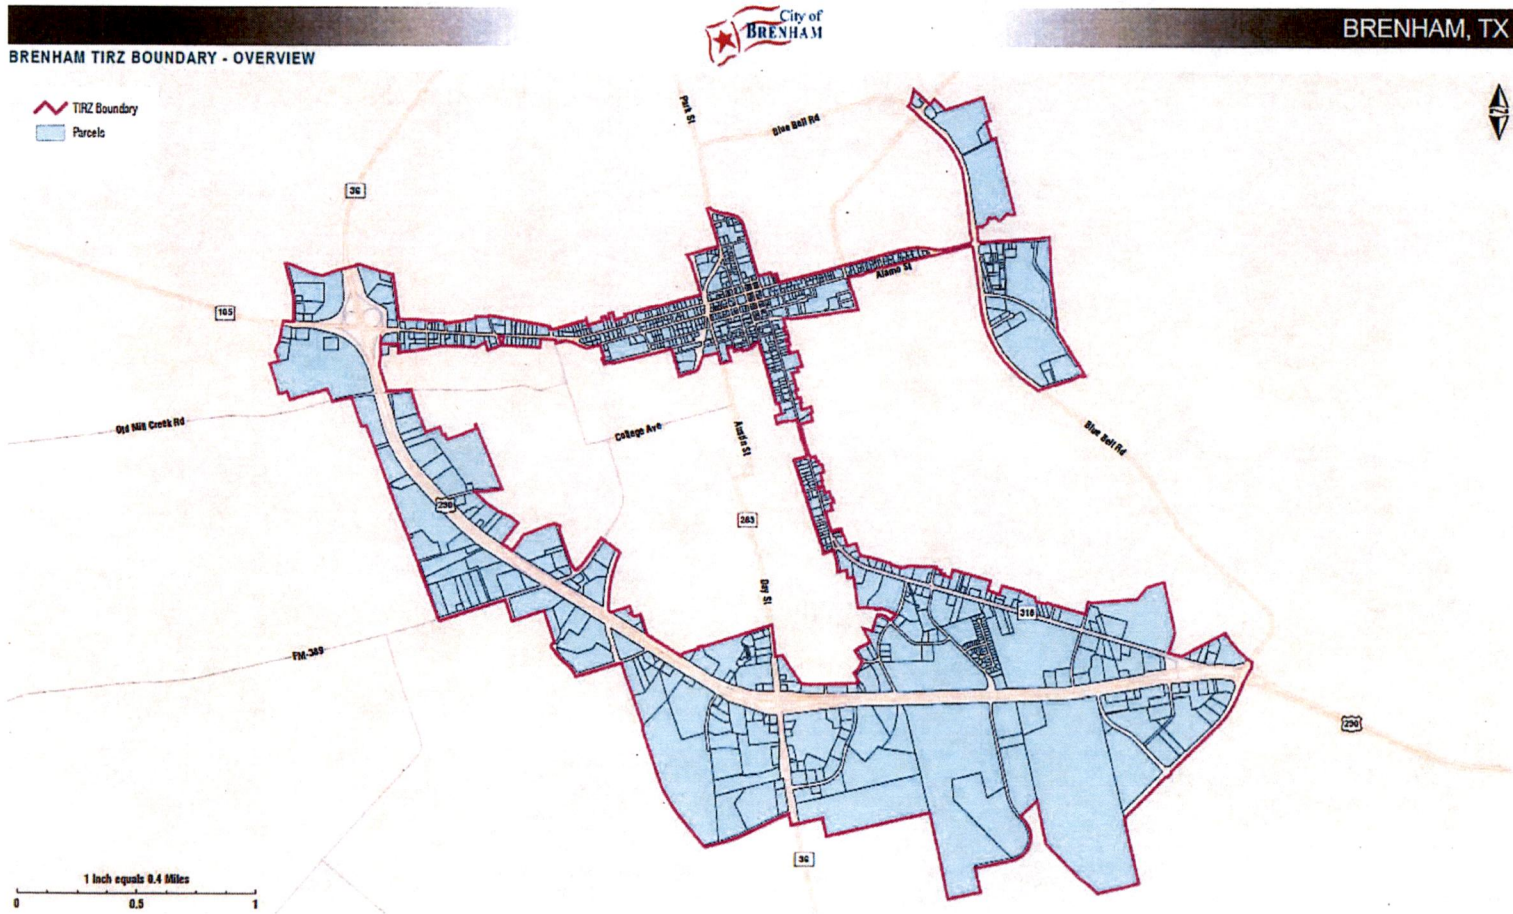 City of
BRENHAM
BRENHAM, TX
BRENHAM TIRZ BOUNDARY - OVERVIEW
TIRZ Boundary
Parcels
N
Park St
Blue Bell Rd
36
105
Alamo St
Old Mill Creek Rd
College Ave
Austin St
Blue Bell Rd
290
283
Day St
318
FM-389
290
36
1 Inch equals 0.4 Miles
0 0.5 1